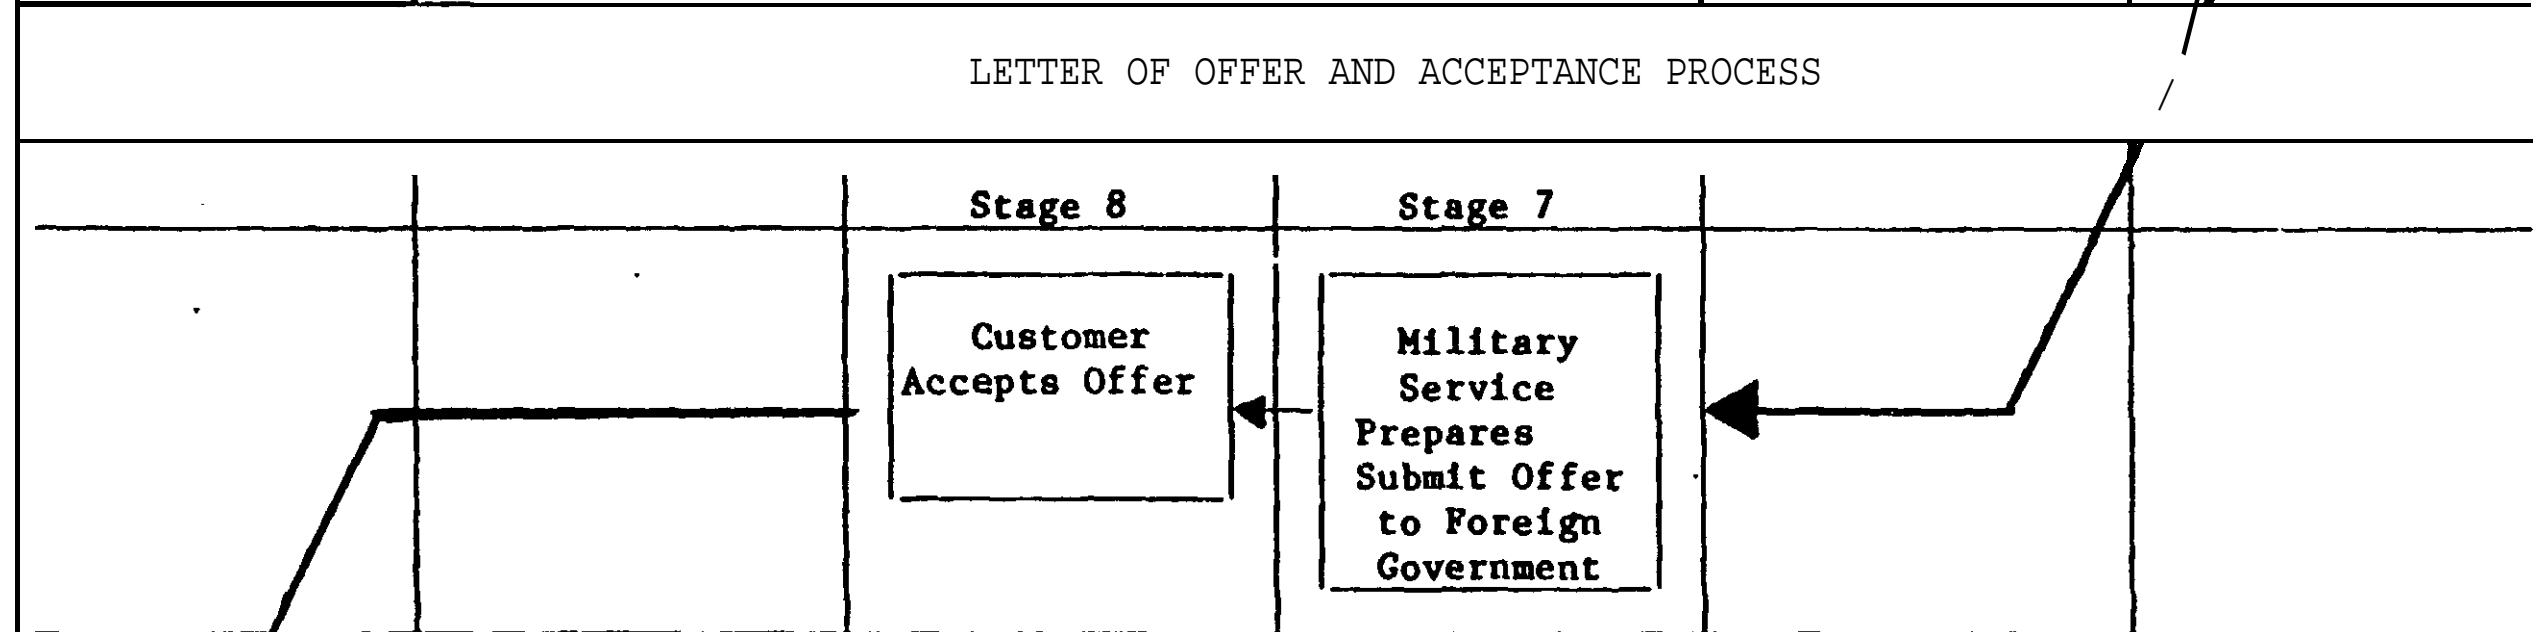 LETTER OF OFFER AND ACCEPTANCE PROCESS
Stage 8
Stage 7
Customer
Accepts Offer
Military
Service
Prepares
Submit Offer
to Foreign
Government